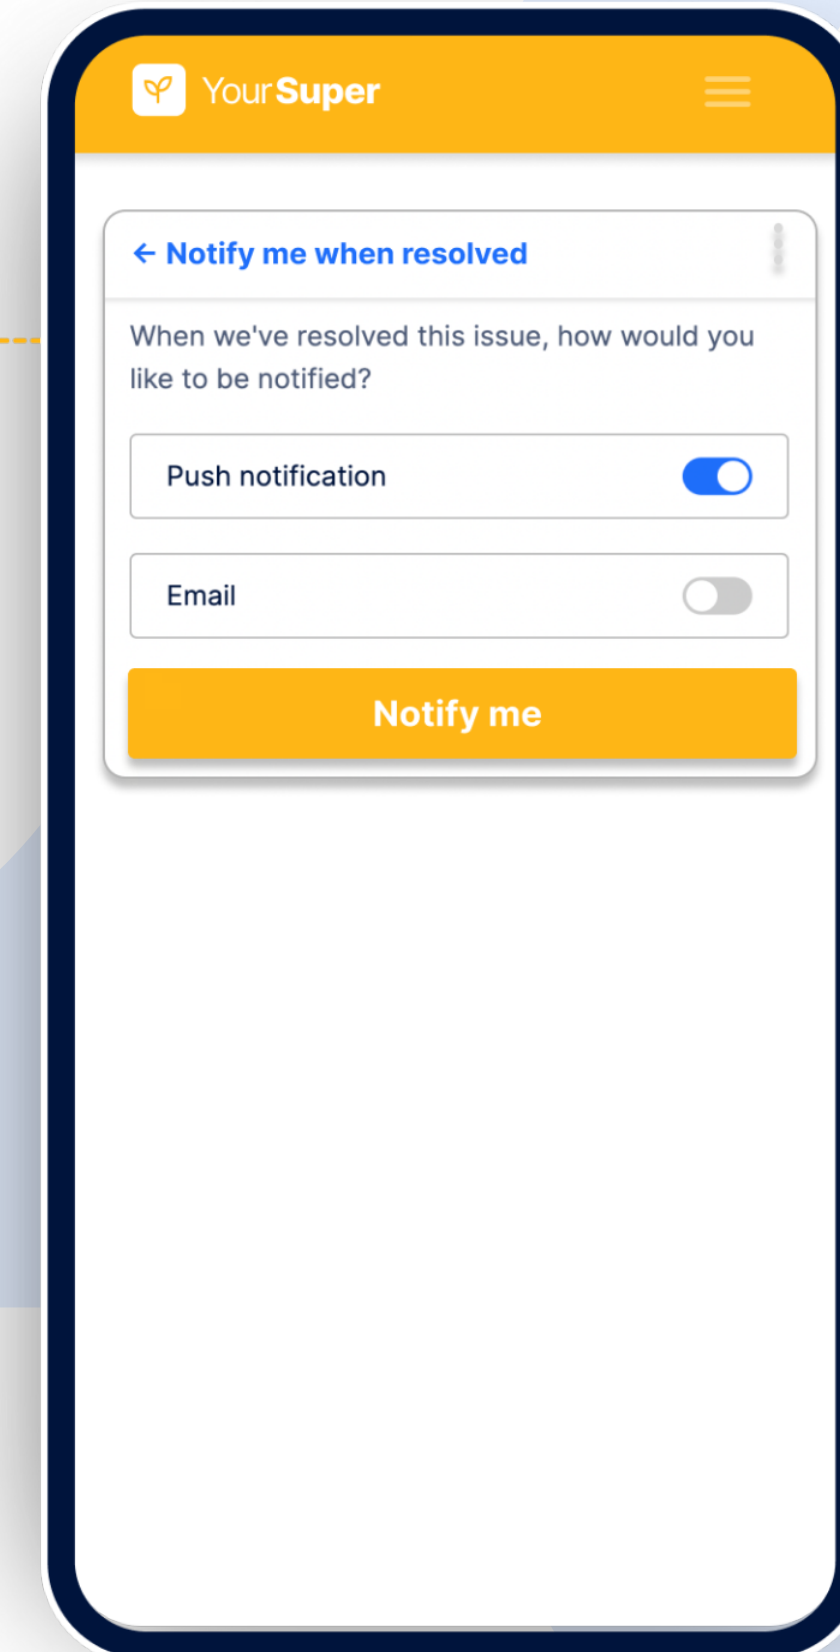 YourSuper
← Notify me when resolved
When we've resolved this issue, how would you
like to be notified?
Push notification
Email
Notify me